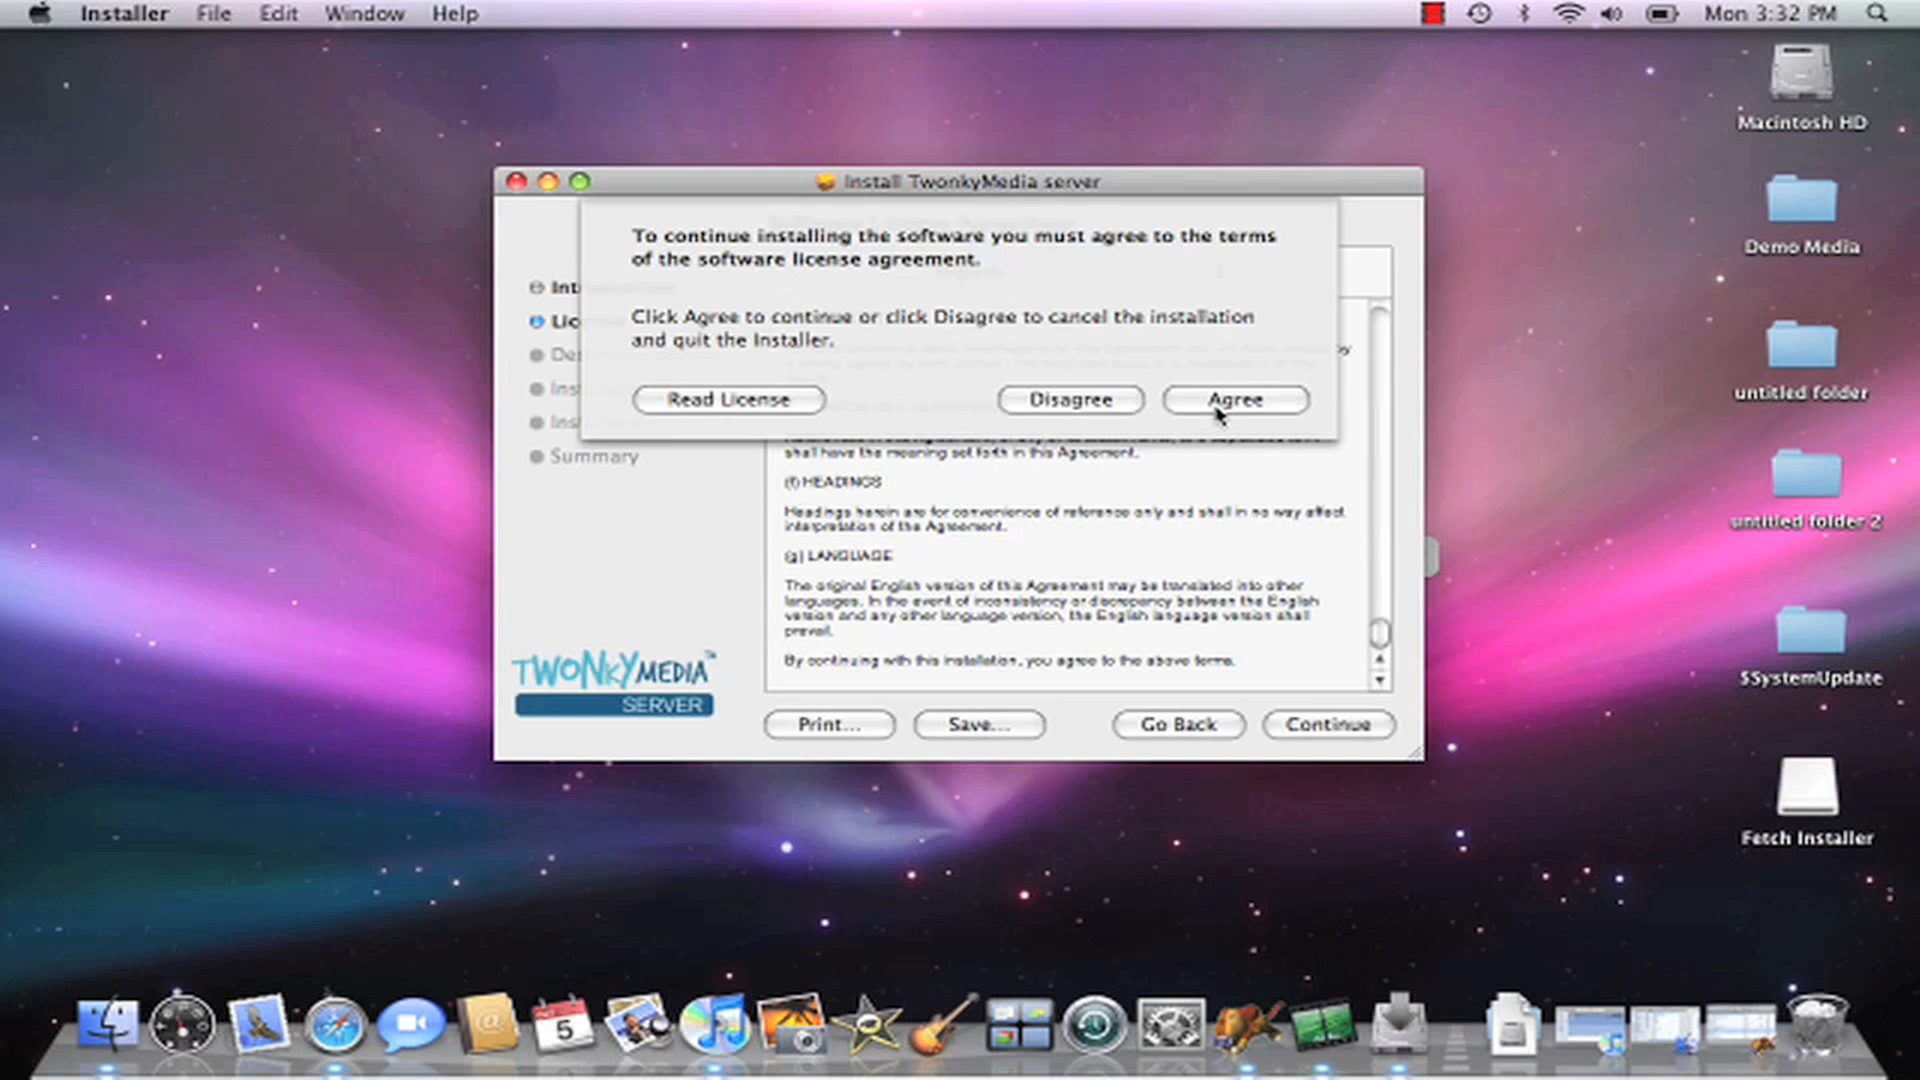 Installer File Edit Window Help Mon 3:32 PM
Macintosh HD
Demo Media
untitled folder
untitled folder 2
$SystemUpdate
Fetch Installer
Install TwonkyMedia server
To continue installing the software you must agree to the terms
of the software license agreement.
Click Agree to continue or click Disagree to cancel the installation
and quit the Installer.
Read License Disagree Agree
Int
Lic
Des
Ins
Ins
Summary
shall have the meaning set forth in this Agreement.
(f) HEADINGS
Headings herein are for convenience of reference only and shall in no way affect
interpretation of the Agreement.
(g) LANGUAGE
The original English version of this Agreement may be translated into other
languages. In the event of inconsistency or discrepancy between the English
version and any other language version, the English language version shall
prevail.
By continuing with this installation, you agree to the above terms.
TWONKYMEDIA™
SERVER
Print... Save... Go Back Continue
5